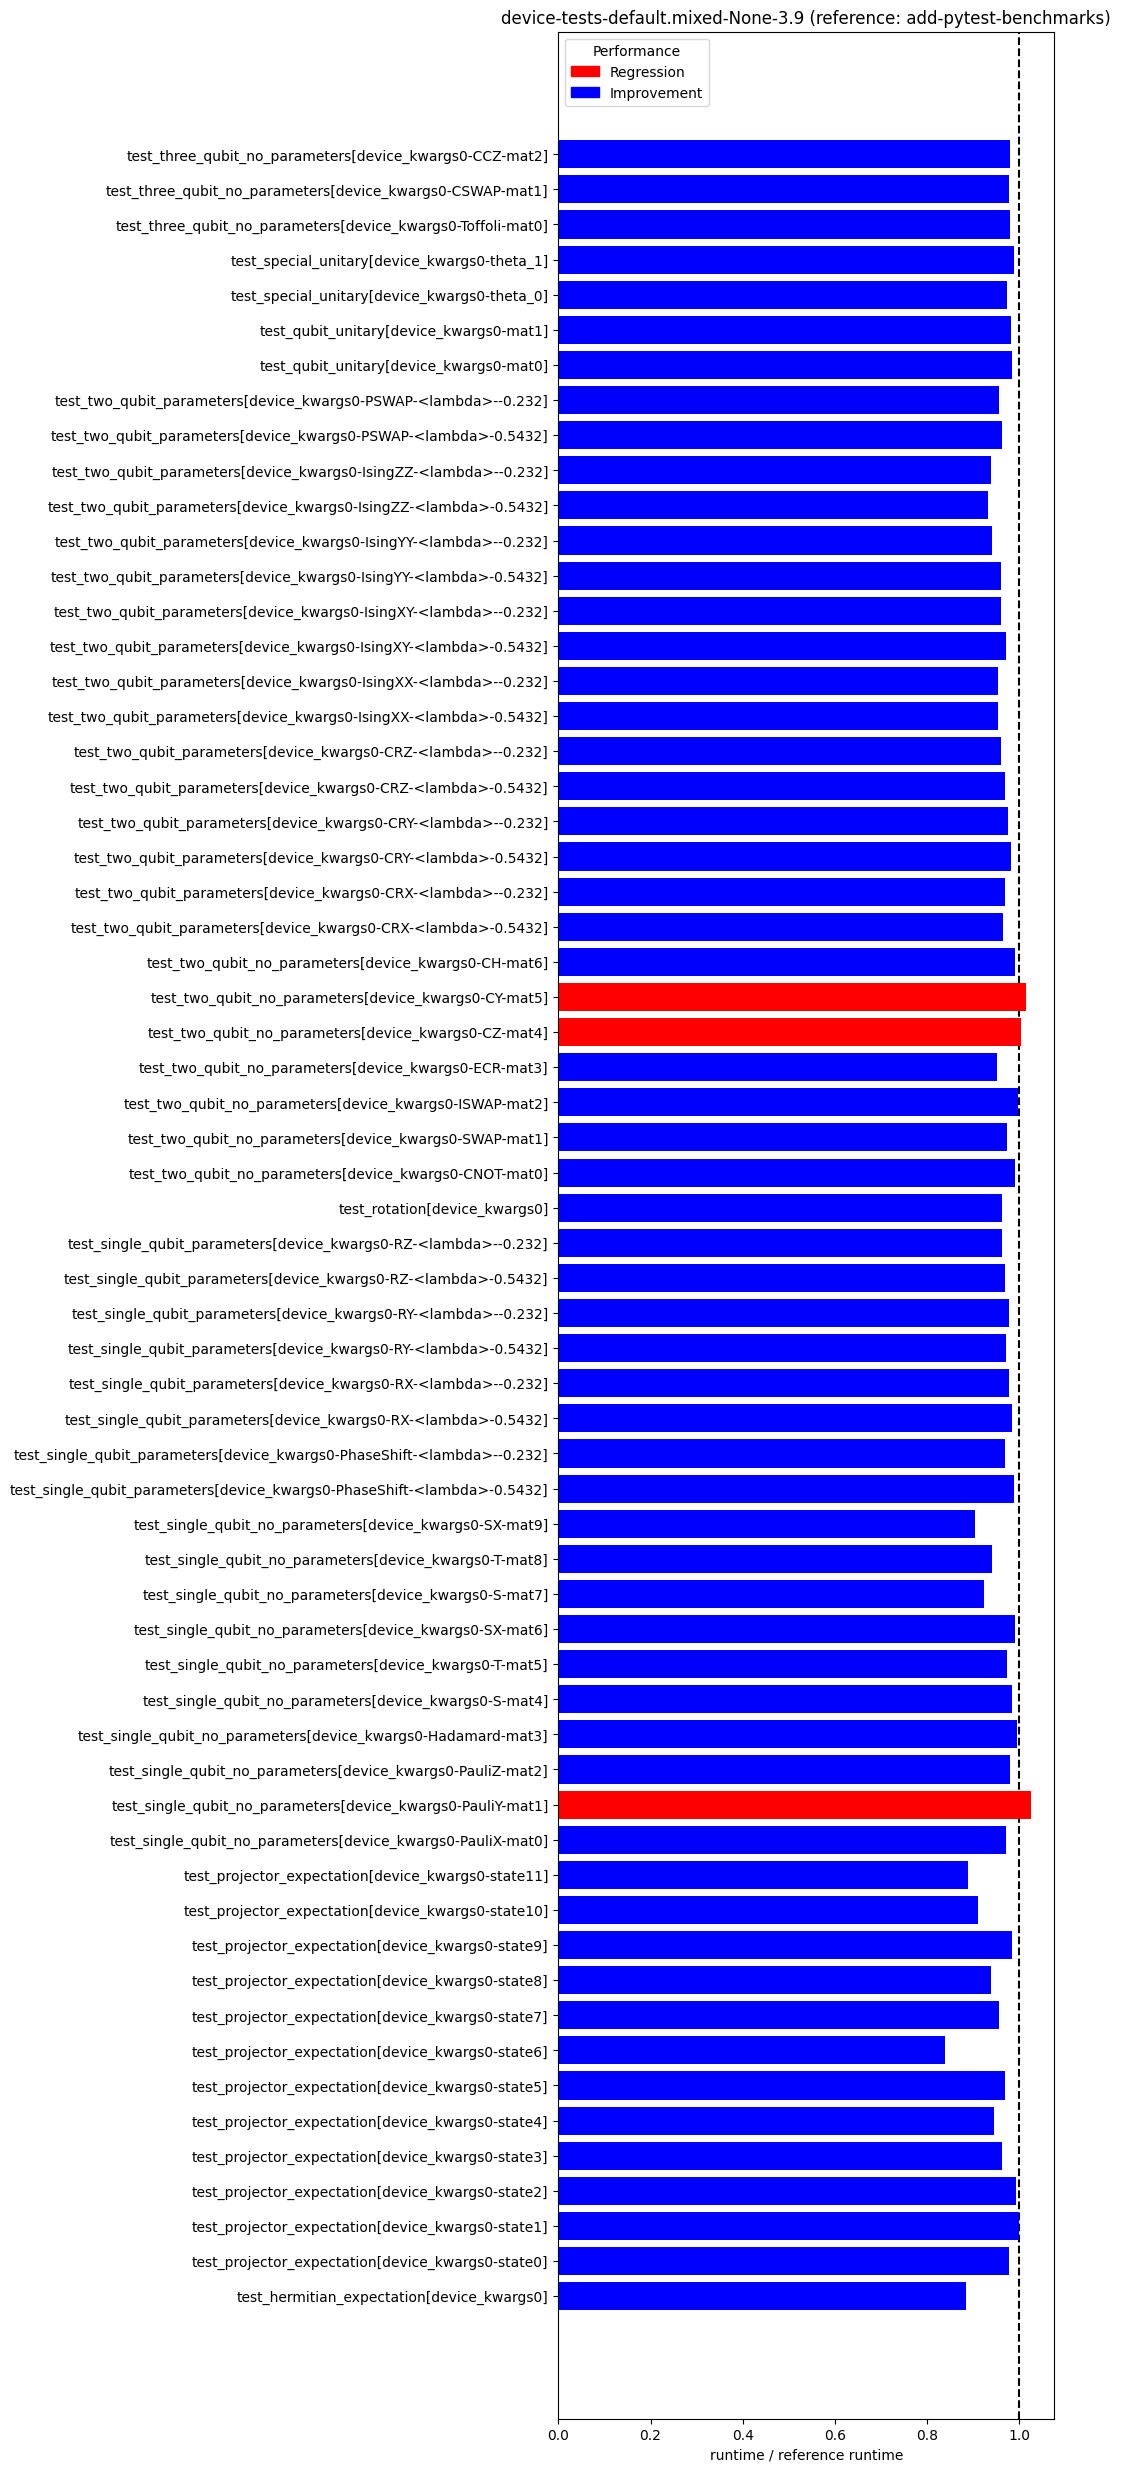 device-tests-default.mixed-None-3.9 (reference: add-pytest-benchmarks)
Performance
Regression
Improvement
test_three_qubit_no_parameters[device_kwargs0-CCZ-mat2]
test_three_qubit_no_parameters[device_kwargs0-CSWAP-mat1]
test_three_qubit_no_parameters[device_kwargs0-Toffoli-mat0]
test_special_unitary[device_kwargs0-theta_1]
test_special_unitary[device_kwargs0-theta_0]
test_qubit_unitary[device_kwargs0-mat1]
test_qubit_unitary[device_kwargs0-mat0]
test_two_qubit_parameters[device_kwargs0-PSWAP-<lambda>--0.232]
test_two_qubit_parameters[device_kwargs0-PSWAP-<lambda>-0.5432]
test_two_qubit_parameters[device_kwargs0-IsingZZ-<lambda>--0.232]
test_two_qubit_parameters[device_kwargs0-IsingZZ-<lambda>-0.5432]
test_two_qubit_parameters[device_kwargs0-IsingYY-<lambda>--0.232]
test_two_qubit_parameters[device_kwargs0-IsingYY-<lambda>-0.5432]
test_two_qubit_parameters[device_kwargs0-IsingXY-<lambda>--0.232]
test_two_qubit_parameters[device_kwargs0-IsingXY-<lambda>-0.5432]
test_two_qubit_parameters[device_kwargs0-IsingXX-<lambda>--0.232]
test_two_qubit_parameters[device_kwargs0-IsingXX-<lambda>-0.5432]
test_two_qubit_parameters[device_kwargs0-CRZ-<lambda>--0.232]
test_two_qubit_parameters[device_kwargs0-CRZ-<lambda>-0.5432]
test_two_qubit_parameters[device_kwargs0-CRY-<lambda>--0.232]
test_two_qubit_parameters[device_kwargs0-CRY-<lambda>-0.5432]
test_two_qubit_parameters[device_kwargs0-CRX-<lambda>--0.232]
test_two_qubit_parameters[device_kwargs0-CRX-<lambda>-0.5432]
test_two_qubit_no_parameters[device_kwargs0-CH-mat6]
test_two_qubit_no_parameters[device_kwargs0-CY-mat5]
test_two_qubit_no_parameters[device_kwargs0-CZ-mat4]
test_two_qubit_no_parameters[device_kwargs0-ECR-mat3]
test_two_qubit_no_parameters[device_kwargs0-ISWAP-mat2]
test_two_qubit_no_parameters[device_kwargs0-SWAP-mat1]
test_two_qubit_no_parameters[device_kwargs0-CNOT-mat0]
test_rotation[device_kwargs0]
test_single_qubit_parameters[device_kwargs0-RZ-<lambda>--0.232]
test_single_qubit_parameters[device_kwargs0-RZ-<lambda>-0.5432]
test_single_qubit_parameters[device_kwargs0-RY-<lambda>--0.232]
test_single_qubit_parameters[device_kwargs0-RY-<lambda>-0.5432]
test_single_qubit_parameters[device_kwargs0-RX-<lambda>--0.232]
test_single_qubit_parameters[device_kwargs0-RX-<lambda>-0.5432]
test_single_qubit_parameters[device_kwargs0-PhaseShift-<lambda>--0.232]
test_single_qubit_parameters[device_kwargs0-PhaseShift-<lambda>-0.5432]
test_single_qubit_no_parameters[device_kwargs0-SX-mat9]
test_single_qubit_no_parameters[device_kwargs0-T-mat8]
test_single_qubit_no_parameters[device_kwargs0-S-mat7]
test_single_qubit_no_parameters[device_kwargs0-SX-mat6]
test_single_qubit_no_parameters[device_kwargs0-T-mat5]
test_single_qubit_no_parameters[device_kwargs0-S-mat4]
test_single_qubit_no_parameters[device_kwargs0-Hadamard-mat3]
test_single_qubit_no_parameters[device_kwargs0-PauliZ-mat2]
test_single_qubit_no_parameters[device_kwargs0-PauliY-mat1]
test_single_qubit_no_parameters[device_kwargs0-PauliX-mat0]
test_projector_expectation[device_kwargs0-state11]
test_projector_expectation[device_kwargs0-state10]
test_projector_expectation[device_kwargs0-state9]
test_projector_expectation[device_kwargs0-state8]
test_projector_expectation[device_kwargs0-state7]
test_projector_expectation[device_kwargs0-state6]
test_projector_expectation[device_kwargs0-state5]
test_projector_expectation[device_kwargs0-state4]
test_projector_expectation[device_kwargs0-state3]
test_projector_expectation[device_kwargs0-state2]
test_projector_expectation[device_kwargs0-state1]
test_projector_expectation[device_kwargs0-state0]
test_hermitian_expectation[device_kwargs0]
0.0 0.2 0.4 0.6 0.8 1.0
runtime / reference runtime